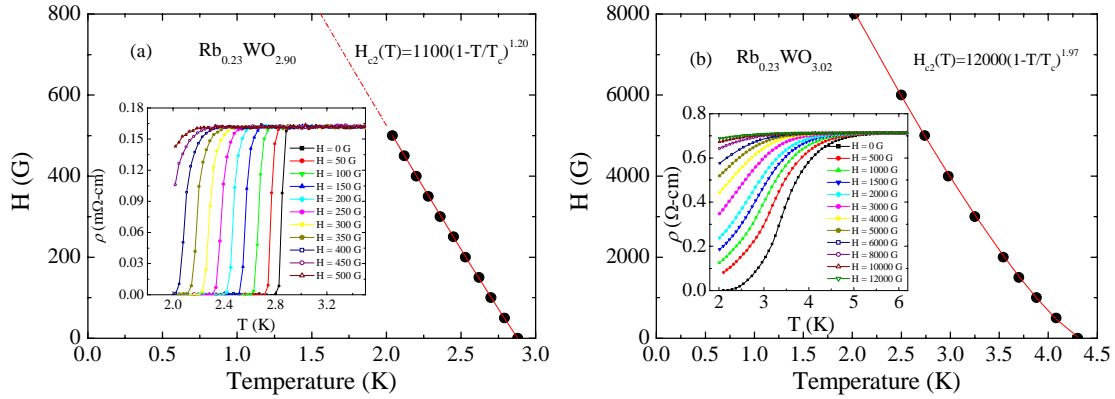 (a)
Rb0.23WO2.90
Hc2(T)=1100(1-T/Tc)^1.20
H (G)
800
600
400
200
0
0.0 0.5 1.0 1.5 2.0 2.5 3.0
Temperature (K)
ρ (mΩ-cm)
0.18
0.15
0.12
0.09
0.06
0.03
0.00
2.0 2.4 2.8 3.2
T (K)
H = 0 G
H = 50 G
H = 100 G
H = 150 G
H = 200 G
H = 250 G
H = 300 G
H = 350 G
H = 400 G
H = 450 G
H = 500 G
(b)
Rb0.23WO3.02
Hc2(T)=12000(1-T/Tc)^1.97
H (G)
8000
6000
4000
2000
0
0.0 0.5 1.0 1.5 2.0 2.5 3.0 3.5 4.0 4.5
Temperature (K)
ρ (Ω-cm)
0.8
0.6
0.4
0.2
0.0
2 3 4 5 6
T (K)
H = 0 G
H = 500 G
H = 1000 G
H = 1500 G
H = 2000 G
H = 3000 G
H = 4000 G
H = 5000 G
H = 6000 G
H = 8000 G
H = 10000 G
H = 12000 G